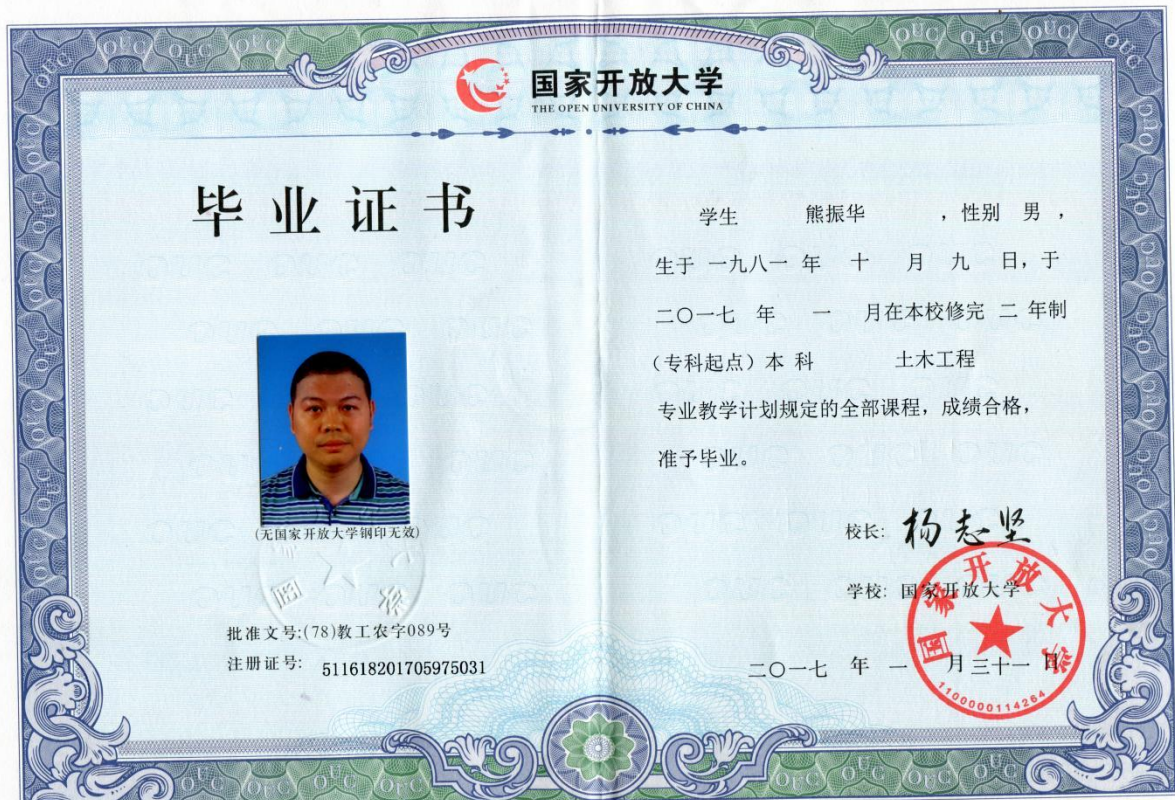 国家开放大学
THE OPEN UNIVERSITY OF CHINA
毕业证书
(无国家开放大学钢印无效)
批准文号:(78)教工农字089号
注册证号: 511618201705975031
学生 熊振华 ，性别 男 ，
生于 一九八一 年 十 月 九 日，于
二〇一七 年 一 月在本校修完 二 年制
（专科起点）本 科 土木工程
专业教学计划规定的全部课程，成绩合格，
准予毕业。
校长: 杨志坚
学校: 国家开放大学
二〇一七 年 一 月 三十一 日
国家开放大学
1100000114264
OUC